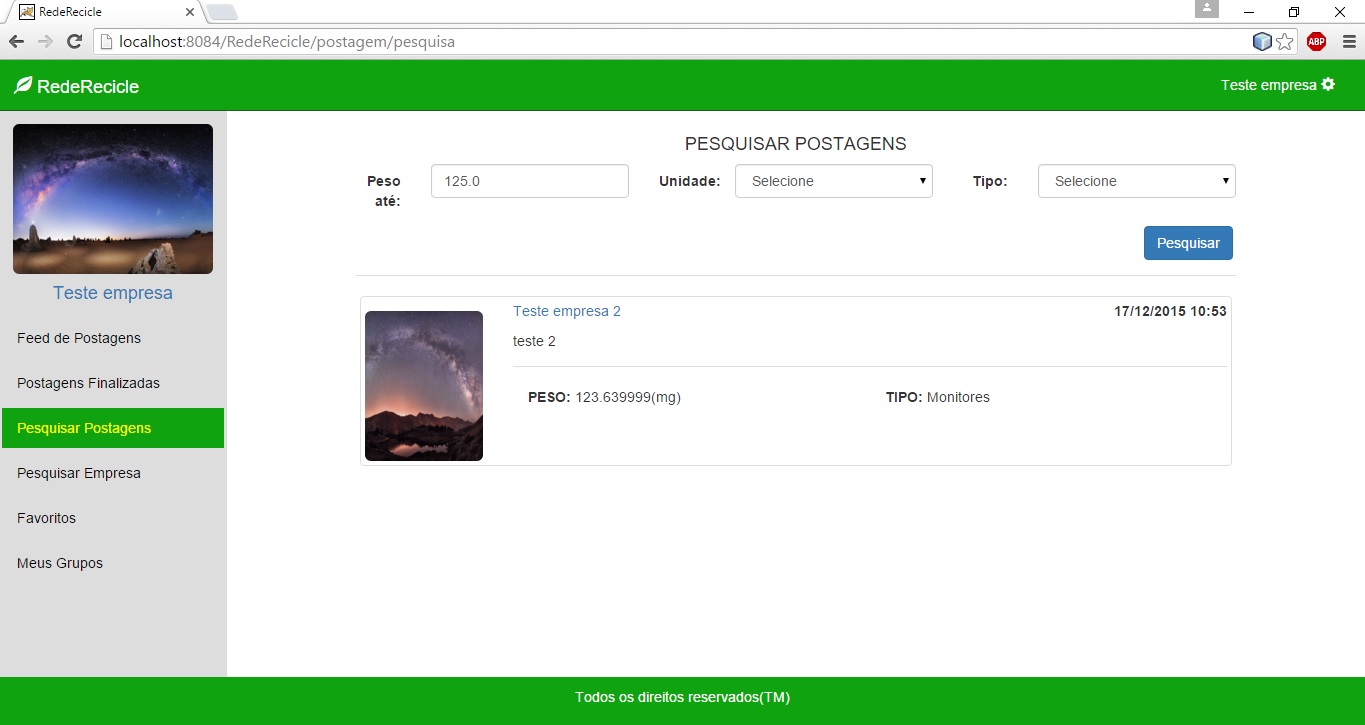 RedeRecicle
localhost:8084/RedeRecicle/postagem/pesquisa
ABP
RedeRecicle
Teste empresa
Teste empresa
Feed de Postagens
Postagens Finalizadas
Pesquisar Postagens
Pesquisar Empresa
Favoritos
Meus Grupos
PESQUISAR POSTAGENS
Peso até: 125.0 Unidade: Selecione Tipo: Selecione
Pesquisar
Teste empresa 2 17/12/2015 10:53
teste 2
PESO: 123.639999(mg) TIPO: Monitores
Todos os direitos reservados(TM)